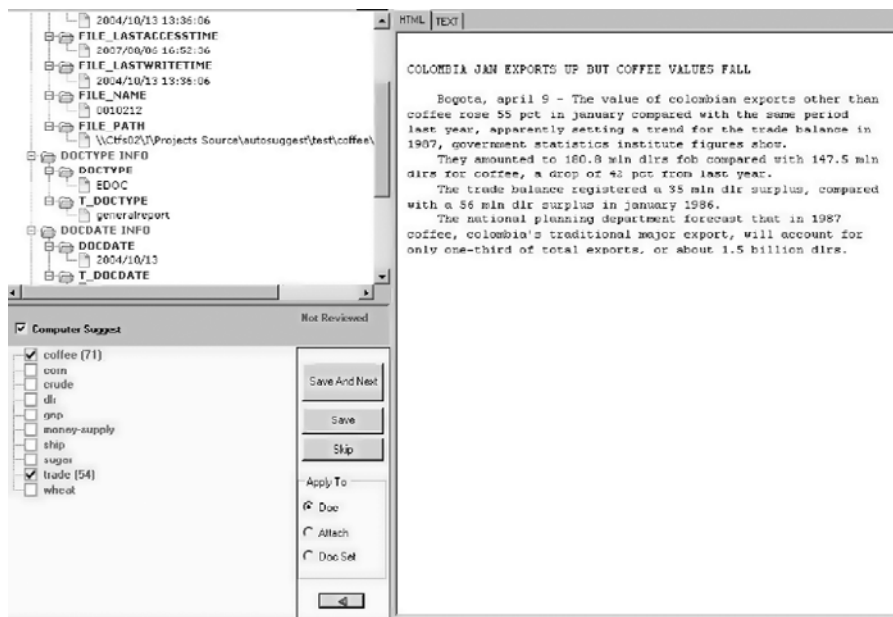 2004/10/13 13:36:06
FILE_LASTACCESSTIME
2007/08/06 16:52:36
FILE_LASTWRITETIME
2004/10/13 13:36:06
FILE_NAME
0010212
FILE_PATH
\\Ctfs02\T\Projects Source\autosuggest\test\coffee\
DOCTYPE INFO
DOCTYPE
EDOC
T_DOCTYPE
generalreport
DOCDATE INFO
DOCDATE
2004/10/13
T_DOCDATE
Computer Suggest
Not Reviewed
coffee (71)
corn
crude
dlr
gnp
money-supply
ship
sugar
trade (54)
wheat
Save And Next
Save
Skip
Apply To
Doc
Attach
Doc Set
HTML TEXT
COLOMBIA JAN EXPORTS UP BUT COFFEE VALUES FALL
Bogota, april 9 - The value of colombian exports other than
coffee rose 55 pct in january compared with the same period
last year, apparently setting a trend for the trade balance in
1987, government statistics institute figures show.
They amounted to 180.8 mln dlrs fob compared with 147.5 mln
dlrs for coffee, a drop of 42 pct from last year.
The trade balance registered a 35 mln dlr surplus, compared
with a 56 mln dlr surplus in january 1986.
The national planning department forecast that in 1987
coffee, colombia's traditional major export, will account for
only one-third of total exports, or about 1.5 billion dlrs.